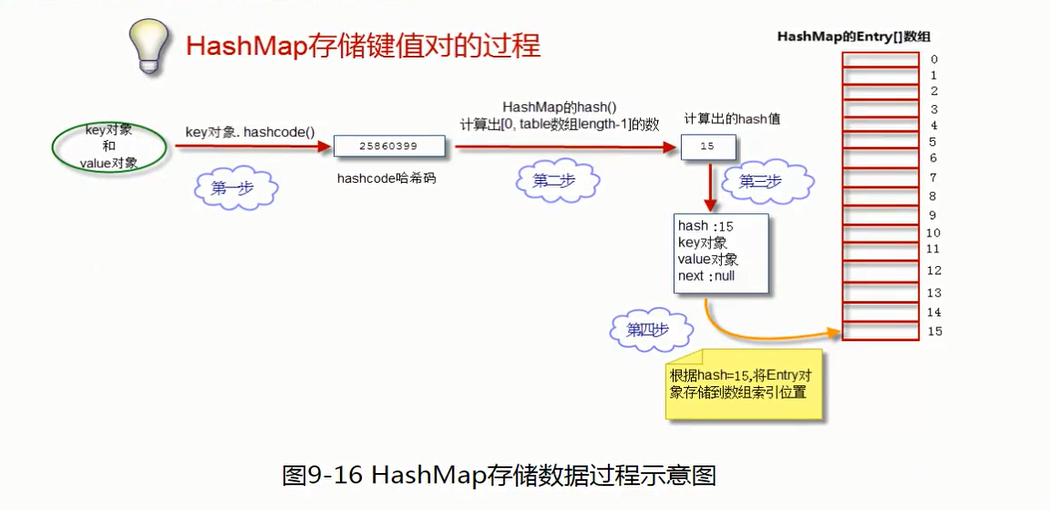 HashMap存储键值对的过程
HashMap的Entry[]数组
key对象
和
value对象
key对象. hashcode()
第一步
25860399
hashcode哈希码
HashMap的hash()
计算出[0, table数组length-1]的数
第二步
计算出的hash值
15
第三步
hash :15
key对象
value对象
next :null
第四步
根据hash=15,将Entry对
象存储到数组索引位置
0
1
2
3
4
5
6
7
8
9
10
11
12
13
14
15
图9-16 HashMap存储数据过程示意图